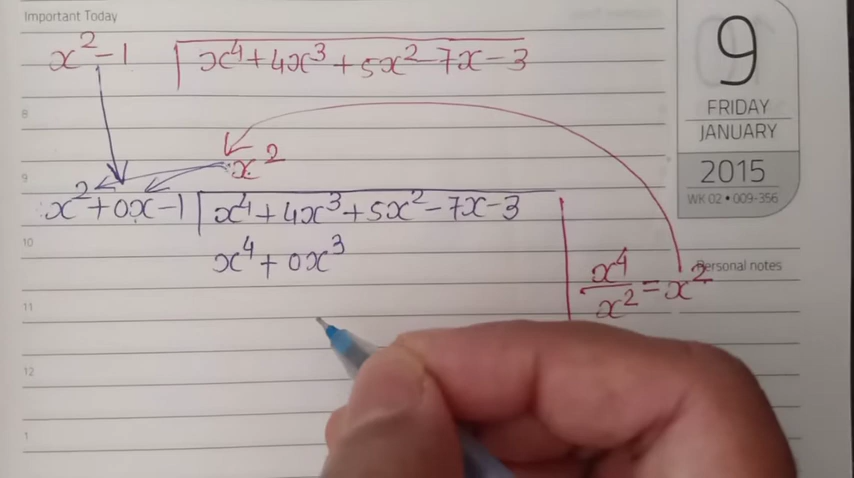 Important Today
x² - 1 | x⁴ + 4x³ + 5x² - 7x - 3
9
FRIDAY
JANUARY
2015
WK 02 • 009-356
8
x²
9
x² + 0x - 1 | x⁴ + 4x³ + 5x² - 7x - 3
10
x⁴ + 0x³
Personal notes
x⁴/x² = x²
11
12
1